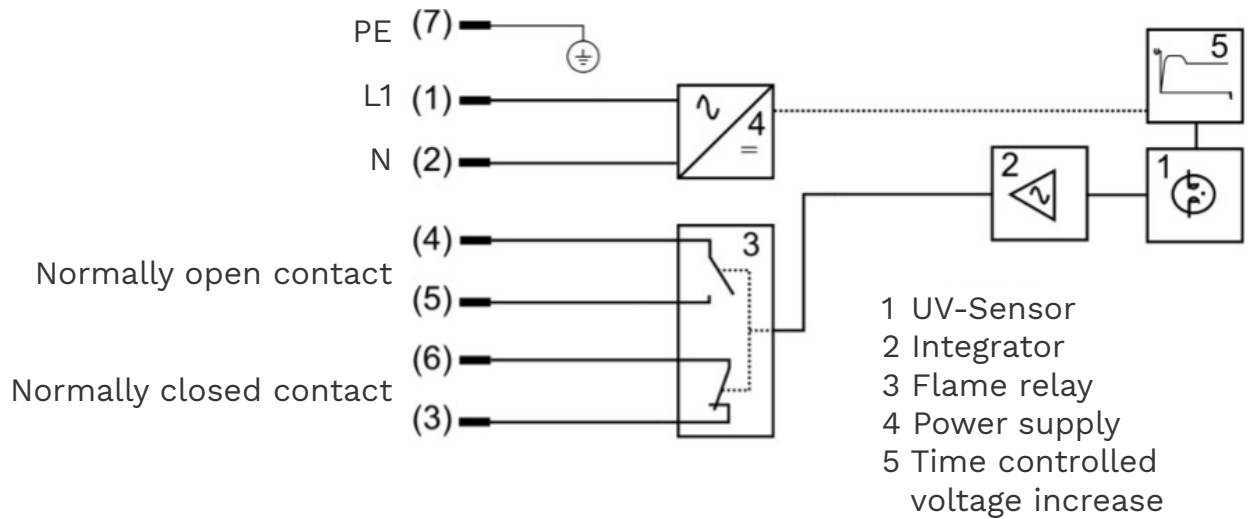 PE (7)
L1 (1)
N (2)
4
=
5
2
1
(4)
3
Normally open contact
(5)
(6)
Normally closed contact
(3)
1 UV-Sensor
2 Integrator
3 Flame relay
4 Power supply
5 Time controlled
voltage increase